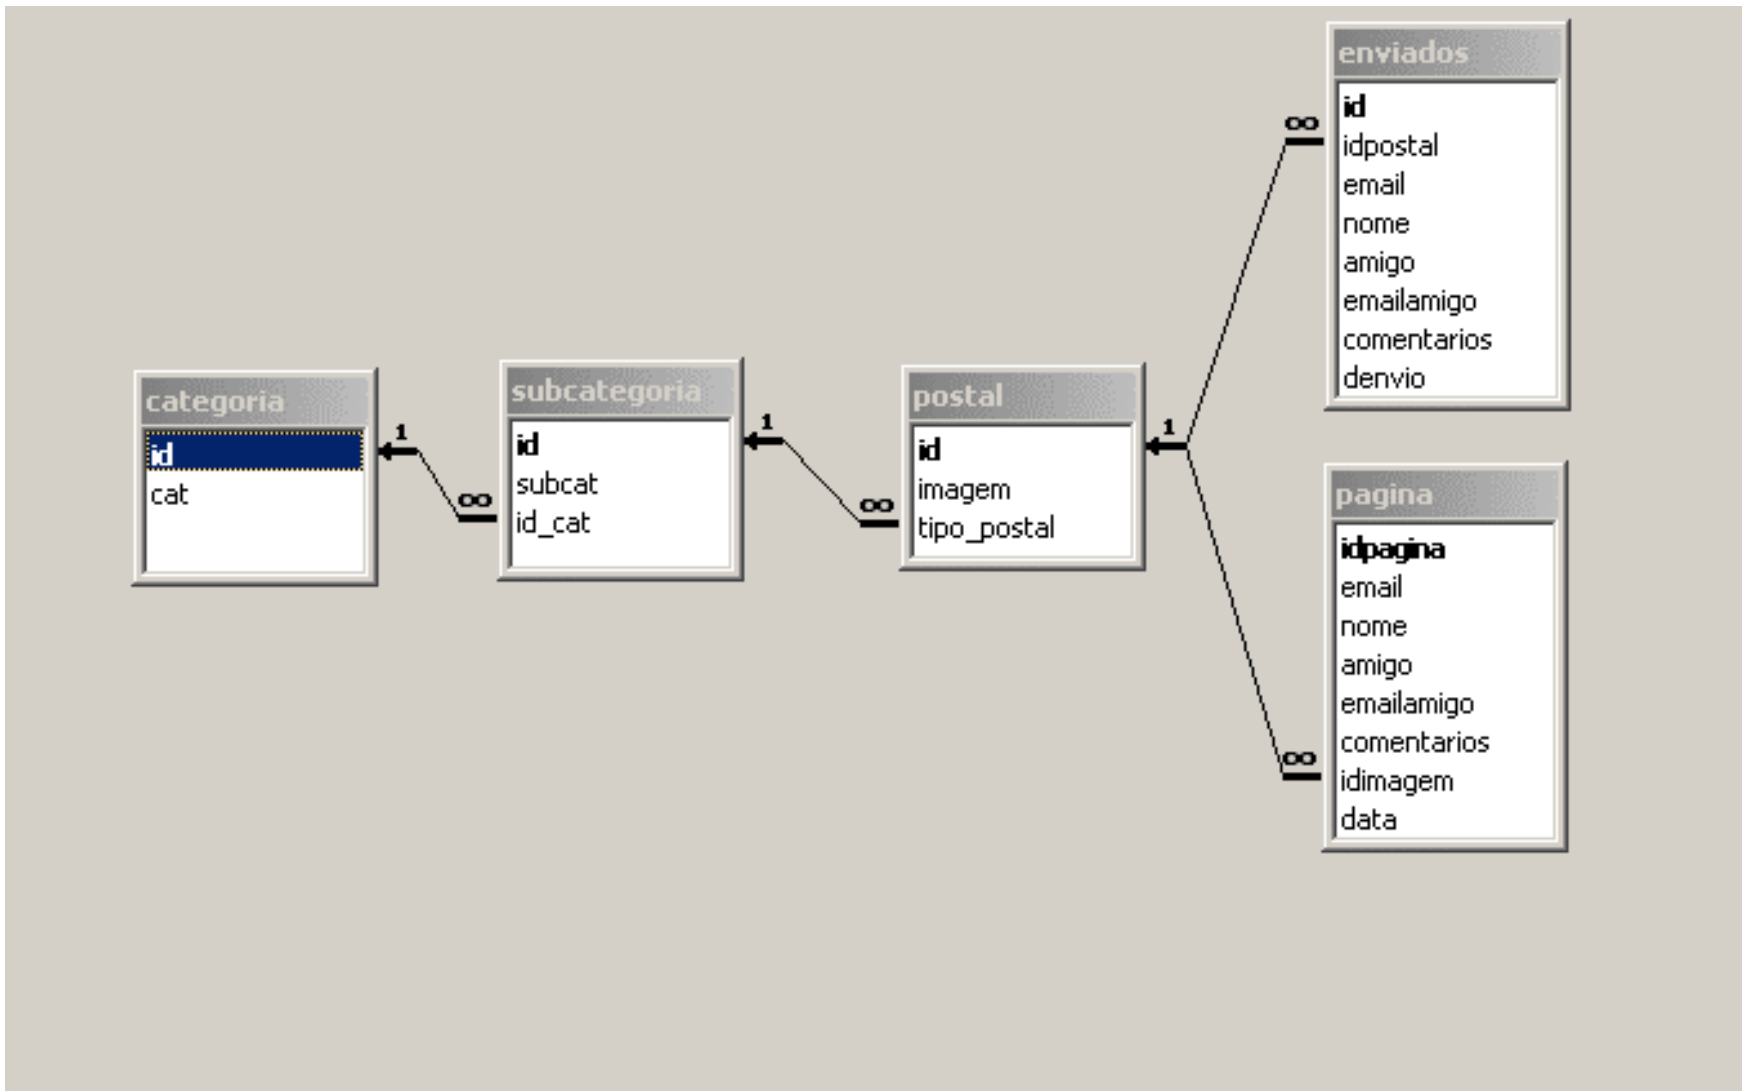 categoria
id
cat
1
∞
subcategoria
id
subcat
id_cat
1
∞
postal
id
imagem
tipo_postal
1
∞
enviados
id
idpostal
email
nome
amigo
emailamigo
comentarios
denvio
∞
pagina
idpagina
email
nome
amigo
emailamigo
comentarios
idimagem
data